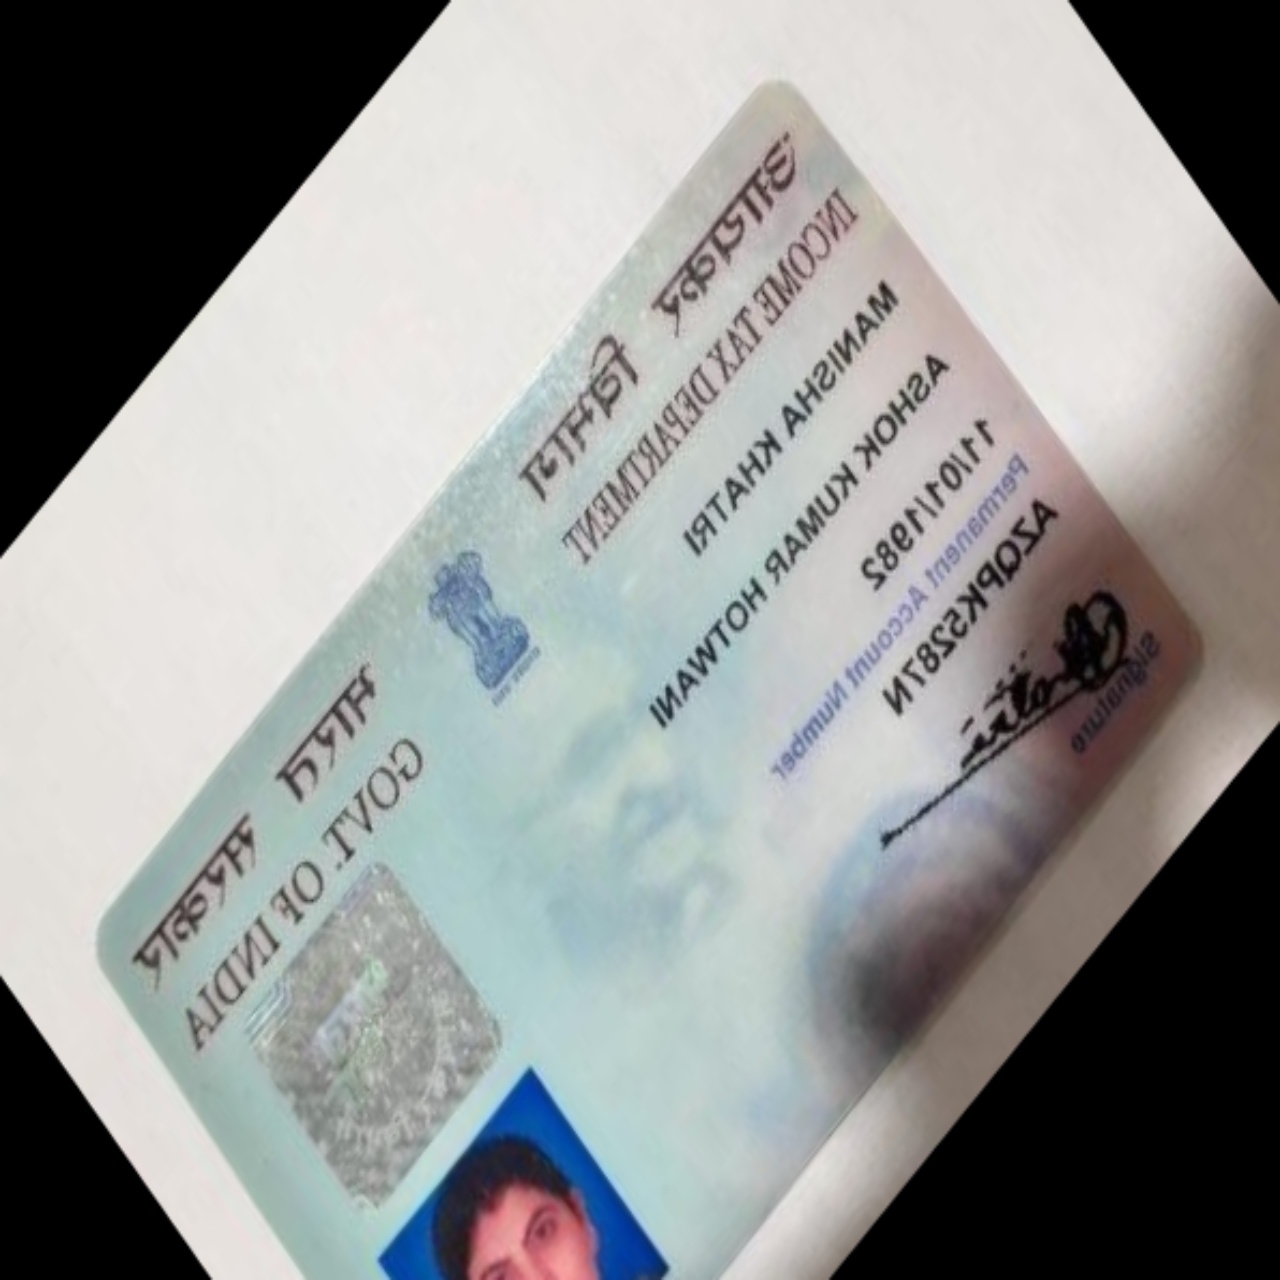 आयकर विभाग
INCOME TAX DEPARTMENT
भारत सरकार
GOVT. OF INDIA
MANISHA KHATRI
ASHOK KUMAR HOTWANI
11/01/1982
Permanent Account Number
AZQPK5287N
Signature